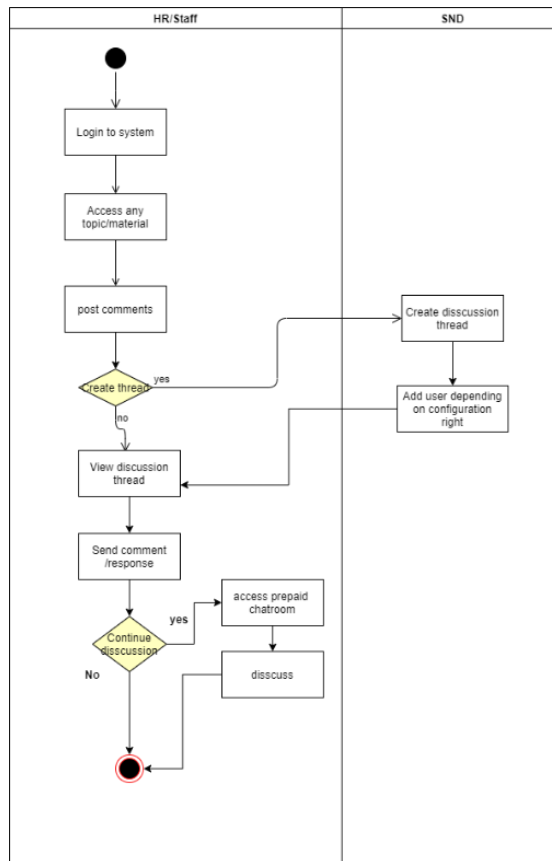 HR/Staff
SND
Login to system
Access any
topic/material
post comments
Create disscussion
thread
Create thread
yes
Add user depending
on configuration
right
no
View discussion
thread
Send comment
/response
access prepaid
chatroom
yes
Continue
disscussion
No
disscuss